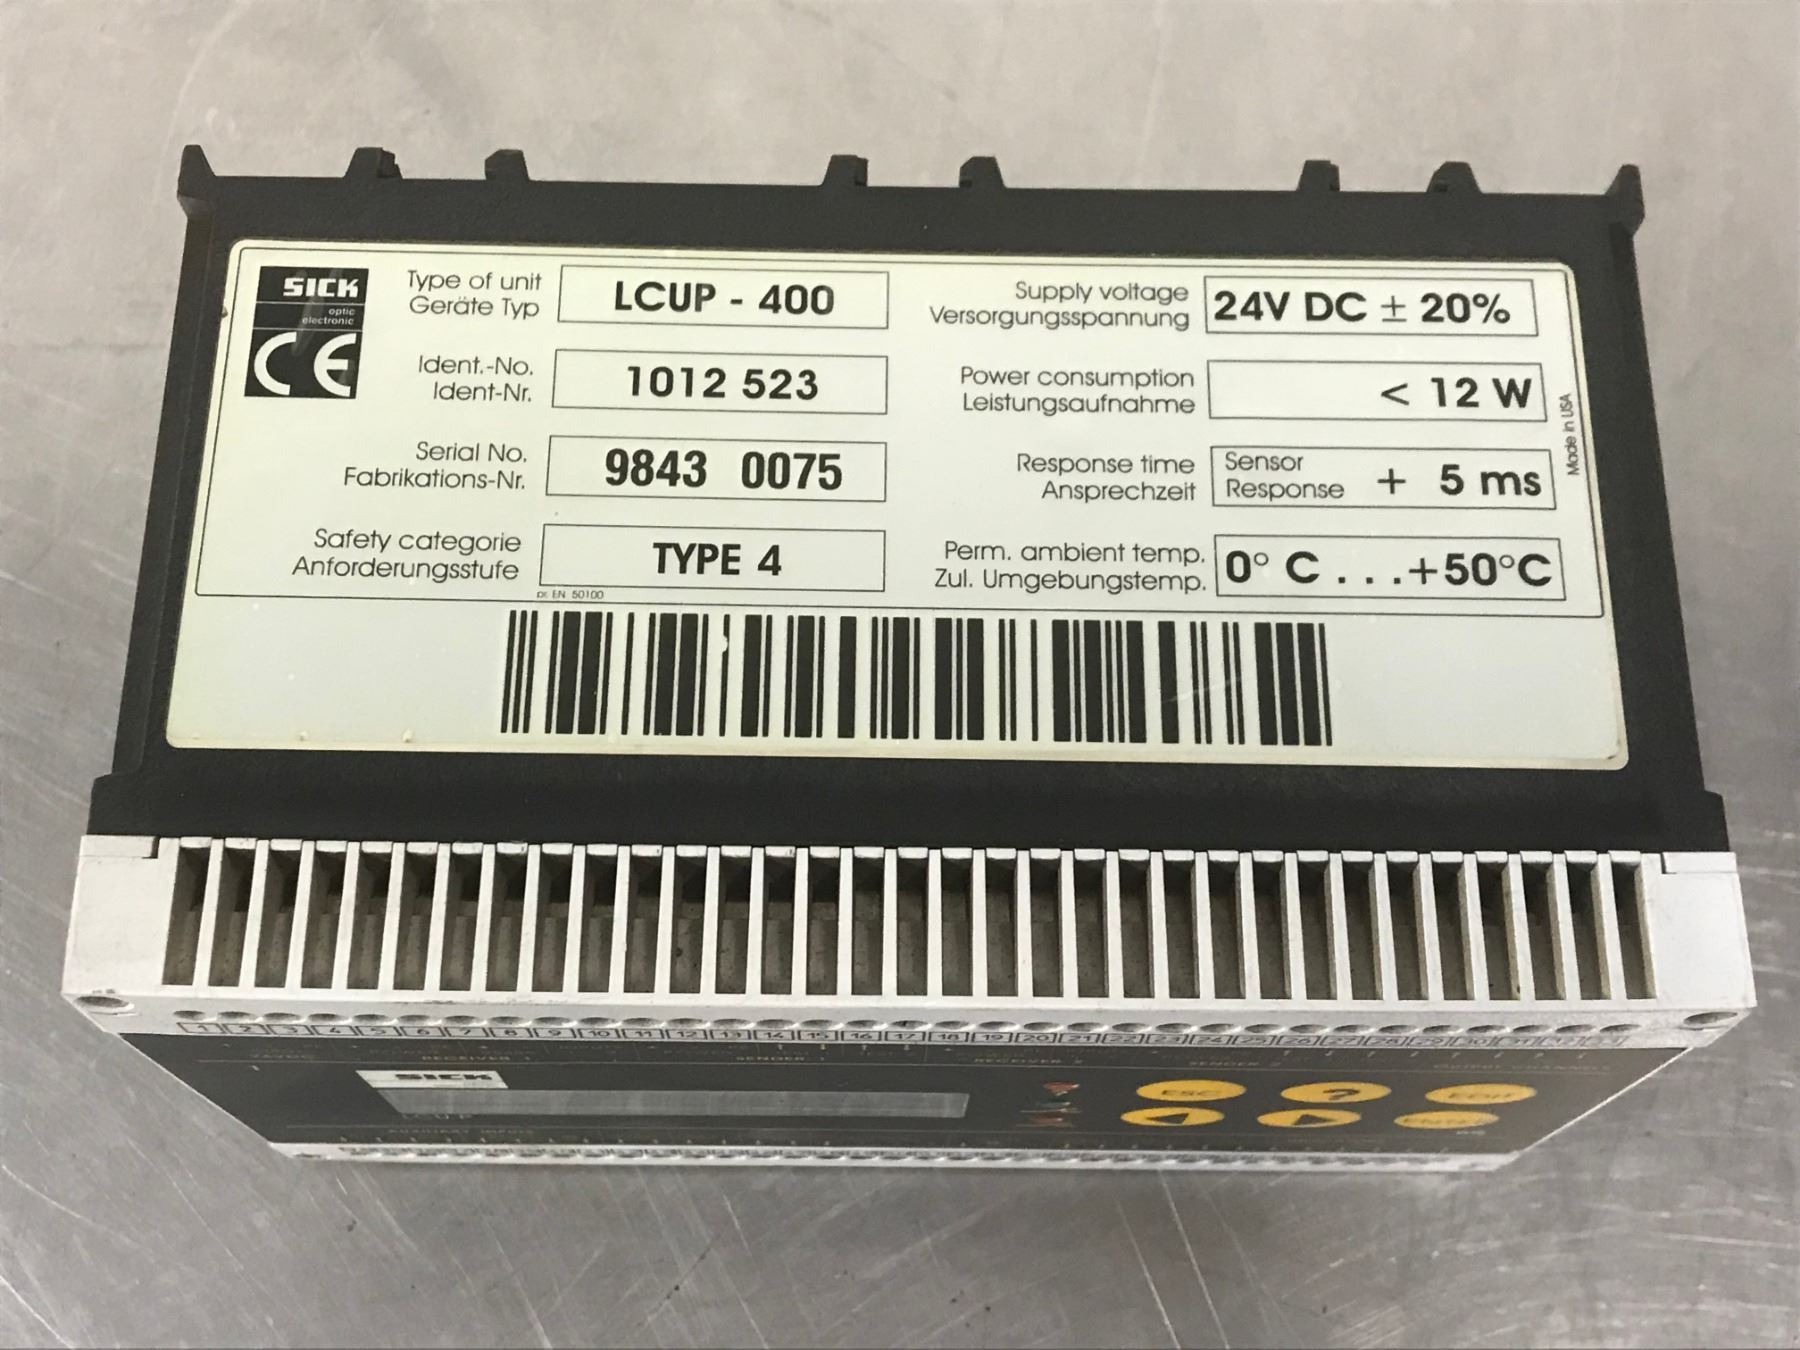 SICK
optic
electronic
CE
Type of unit
Geräte Typ
LCUP - 400
Ident.-No.
Ident-Nr.
1012 523
Serial No.
Fabrikations-Nr.
9843 0075
Safety categorie
Anforderungsstufe
TYPE 4
pr EN 50100
Supply voltage
Versorgungsspannung
24V DC ± 20%
Power consumption
Leistungsaufnahme
< 12 W
Response time
Ansprechzeit
Sensor
Response
+ 5 ms
Perm. ambient temp.
Zul. Umgebungstemp.
0° C . . .+50°C
Made in USA
1 2 3 4 5 6 7 8 9 10 11 12 13 14 15 16 17 18 19 20 21 22 23 24 25 26 27 28 29 30 31 32 33
24VDC RECEIVER 1 SENDER 1 RECEIVER 2 SENDER 2 OUTPUT CHANNELS
SICK
LCUP
ESC ? EDIT
ENTER
AUXILIARY INPUTS